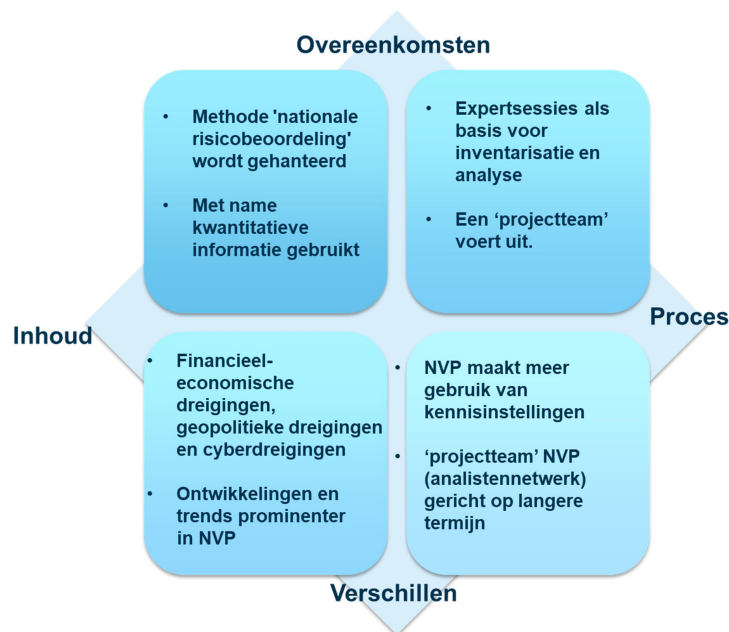 Overeenkomsten
• Methode 'nationale
risicobeoordeling'
wordt gehanteerd
• Met name
kwantitatieve
informatie gebruikt
• Expertsessies als
basis voor
inventarisatie en
analyse
• Een ‘projectteam’
voert uit.
Inhoud
Proces
• Financieel-
economische
dreigingen,
geopolitieke dreigingen
en cyberdreigingen
• Ontwikkelingen en
trends prominenter
in NVP
• NVP maakt meer
gebruik van
kennisinstellingen
• ‘projectteam’ NVP
(analistennetwerk)
gericht op langere
termijn
Verschillen